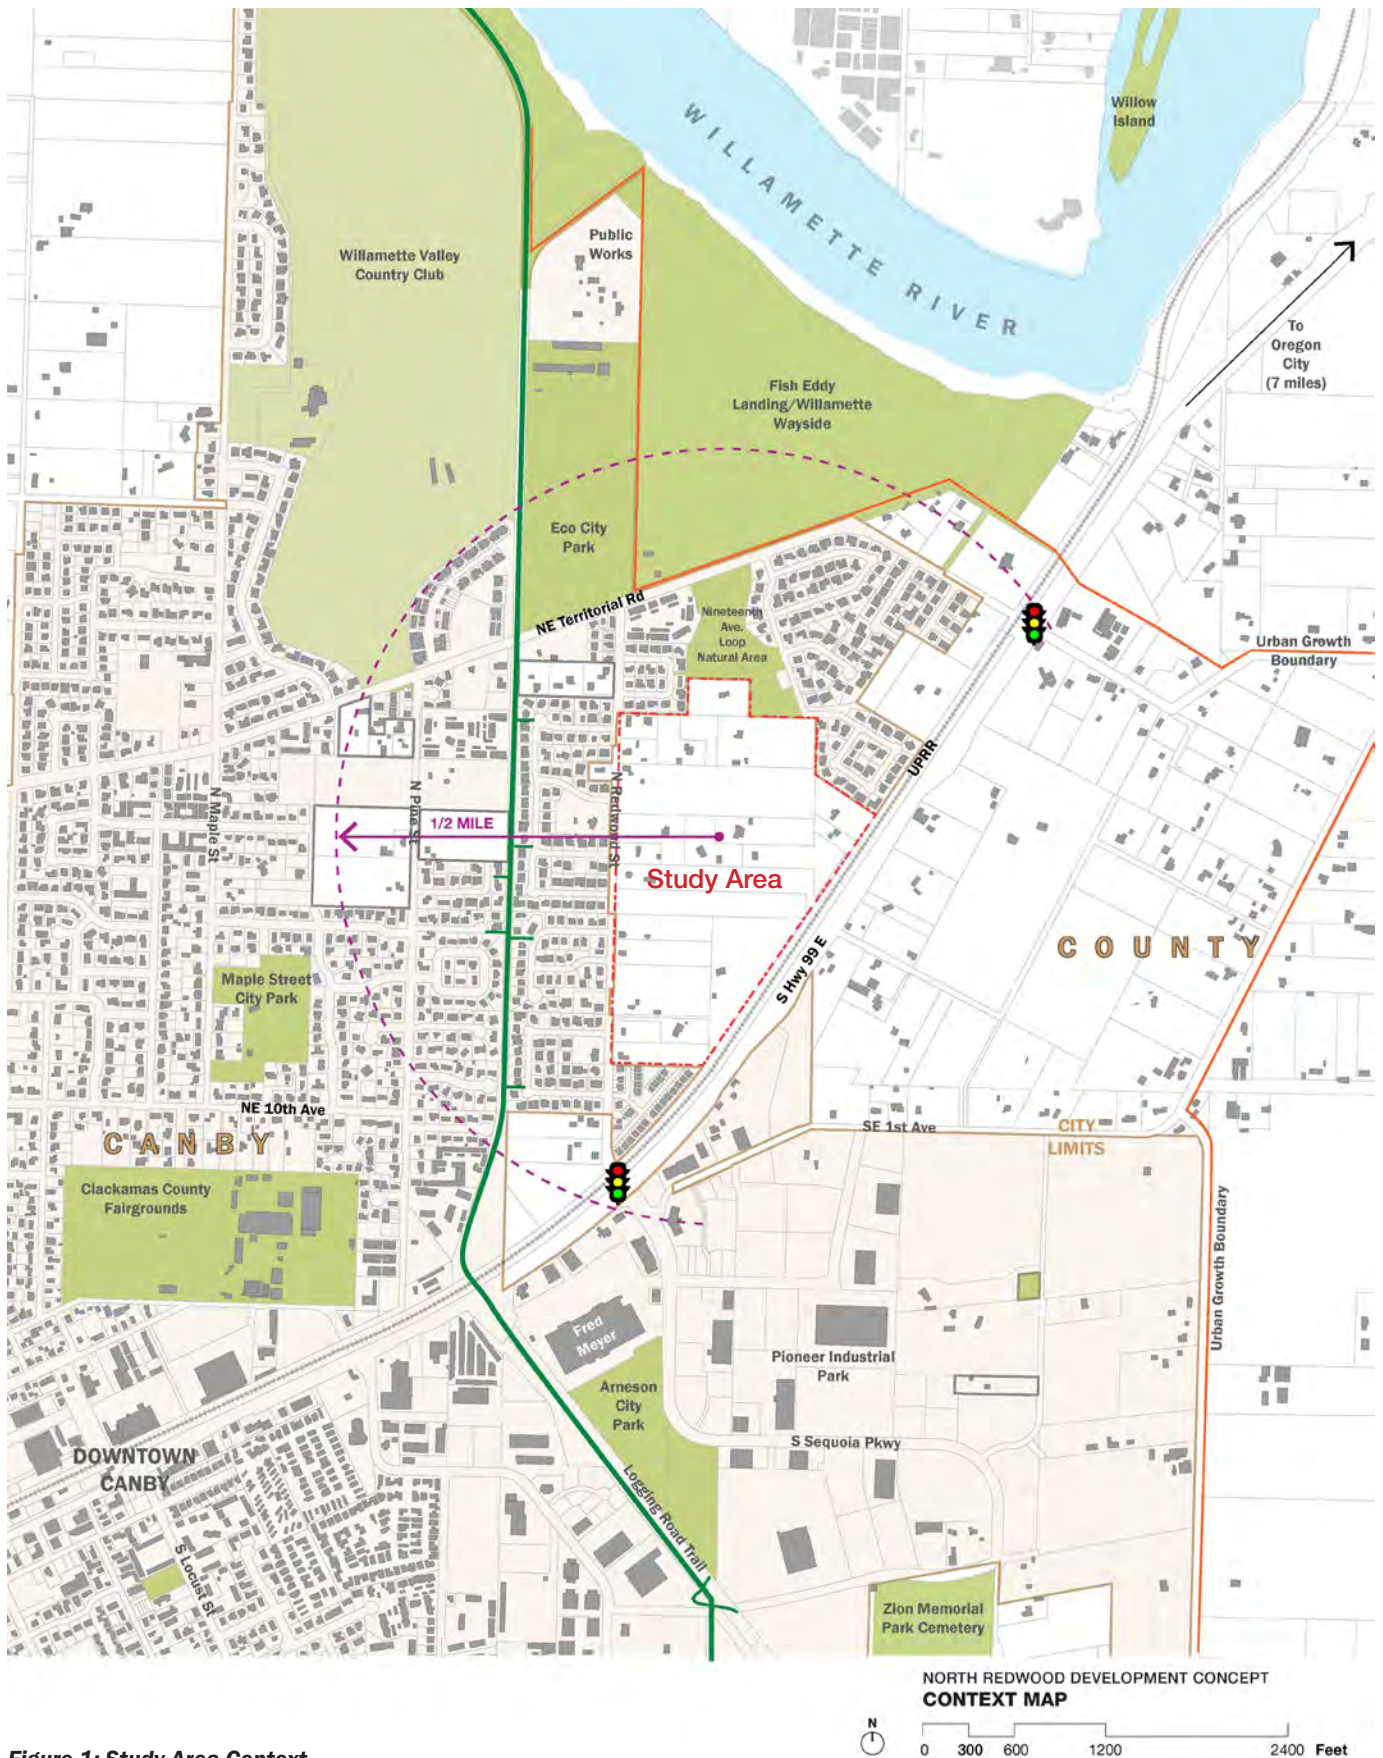 Willow
Island
WILLAMETTE RIVER
Public
Works
Willamette Valley
Country Club
To
Oregon
City
(7 miles)
Fish Eddy
Landing/Willamette
Wayside
Eco City
Park
NE Territorial Rd
Nineteenth
Ave.
Loop
Natural Area
Urban Growth
Boundary
UPRR
N Maple St
N Pine St
1/2 MILE
N Redwood St
Study Area
S Hwy 99 E
COUNTY
Maple Street
City Park
NE 10th Ave
CANBY
SE 1st Ave
CITY
LIMITS
Clackamas County
Fairgrounds
Urban Growth Boundary
Fred
Meyer
Pioneer Industrial
Park
Arneson
City
Park
S Sequoia Pkwy
DOWNTOWN
CANBY
Logging Road Trail
S Locust St
Zion Memorial
Park Cemetery
NORTH REDWOOD DEVELOPMENT CONCEPT
CONTEXT MAP
N
0 300 600 1200 2400 Feet
Figure 1: Study Area Context